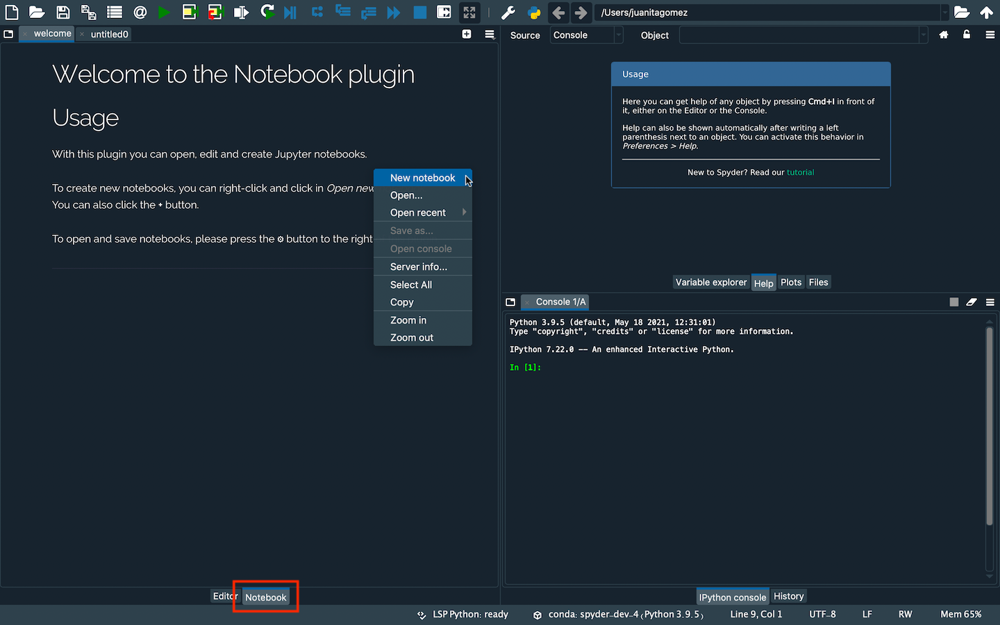 /Users/juanitagomez
welcome
untitled0
Source
Console
Object
Welcome to the Notebook plugin
Usage
With this plugin you can open, edit and create Jupyter notebooks.
To create new notebooks, you can right-click and click in Open new
You can also click the + button.
To open and save notebooks, please press the ⚙ button to the right
New notebook
Open...
Open recent
Save as...
Open console
Server info...
Select All
Copy
Zoom in
Zoom out
Editor
Notebook
Usage
Here you can get help of any object by pressing Cmd+I in front of
it, either on the Editor or the Console.
Help can also be shown automatically after writing a left
parenthesis next to an object. You can activate this behavior in
Preferences > Help.
New to Spyder? Read our tutorial
Variable explorer
Help
Plots
Files
Console 1/A
Python 3.9.5 (default, May 18 2021, 12:31:01)
Type "copyright", "credits" or "license" for more information.
IPython 7.22.0 -- An enhanced Interactive Python.
In [1]:
IPython console
History
LSP Python: ready
conda: spyder-dev-4 (Python 3.9.5)
Line 9, Col 1
UTF-8
LF
RW
Mem 65%